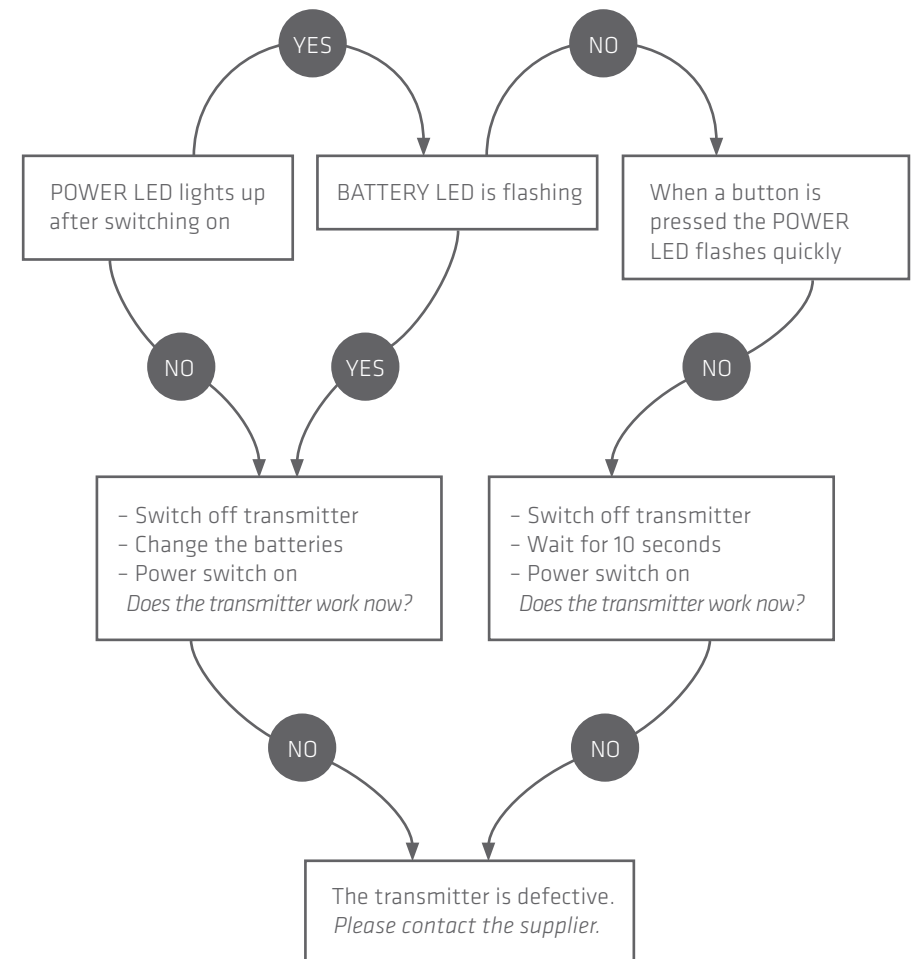 YES
NO
POWER LED lights up
after switching on
BATTERY LED is flashing
When a button is
pressed the POWER
LED flashes quickly
NO
YES
NO
– Switch off transmitter
– Change the batteries
– Power switch on
Does the transmitter work now?
– Switch off transmitter
– Wait for 10 seconds
– Power switch on
Does the transmitter work now?
NO
NO
The transmitter is defective.
Please contact the supplier.